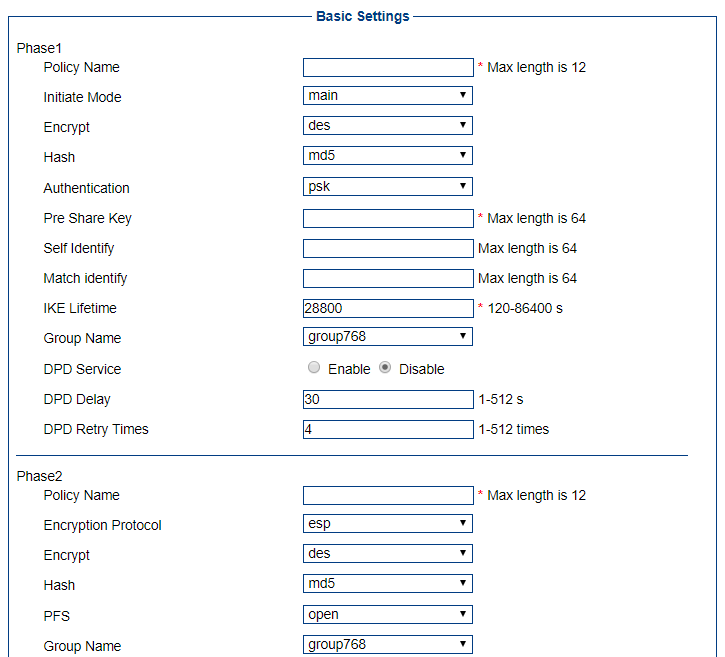 Basic Settings
Phase1
Policy Name * Max length is 12
Initiate Mode main
Encrypt des
Hash md5
Authentication psk
Pre Share Key * Max length is 64
Self Identify Max length is 64
Match identify Max length is 64
IKE Lifetime 28800 * 120-86400 s
Group Name group768
DPD Service Enable Disable
DPD Delay 30 1-512 s
DPD Retry Times 4 1-512 times
Phase2
Policy Name * Max length is 12
Encryption Protocol esp
Encrypt des
Hash md5
PFS open
Group Name group768